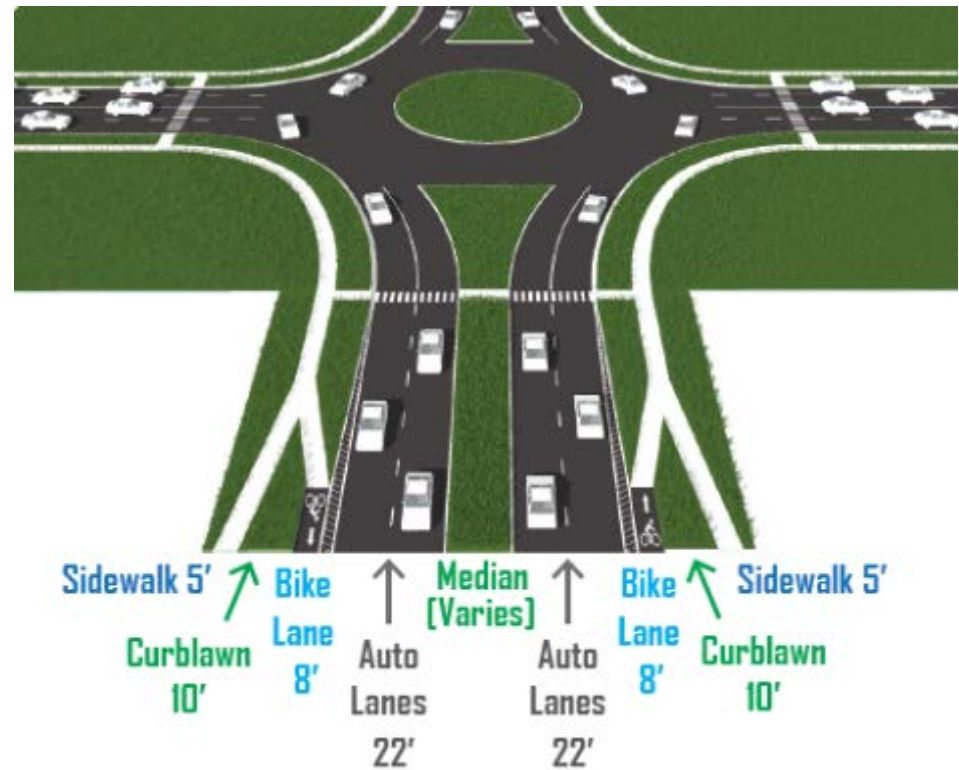 Sidewalk 5'
Curblawn
10'
Bike
Lane
8'
Auto
Lanes
22'
Median
(Varies)
Auto
Lanes
22'
Bike
Lane
8'
Curblawn
10'
Sidewalk 5'